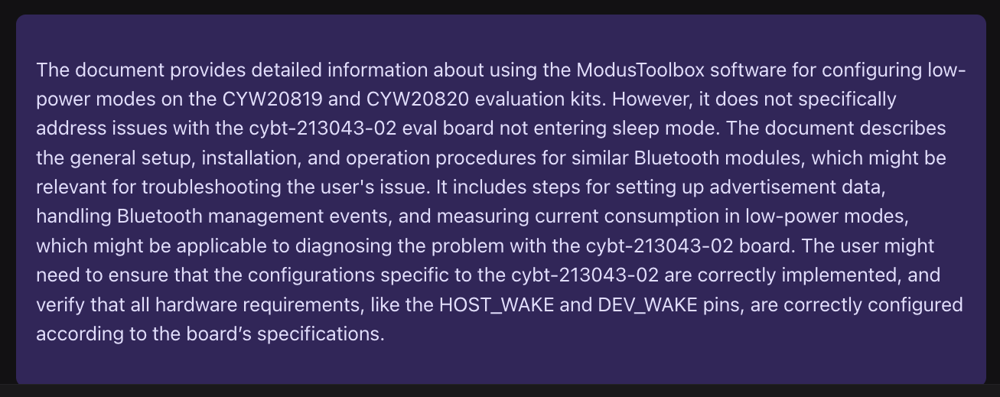 The document provides detailed information about using the ModusToolbox software for configuring low-
power modes on the CYW20819 and CYW20820 evaluation kits. However, it does not specifically
address issues with the cybt-213043-02 eval board not entering sleep mode. The document describes
the general setup, installation, and operation procedures for similar Bluetooth modules, which might be
relevant for troubleshooting the user's issue. It includes steps for setting up advertisement data,
handling Bluetooth management events, and measuring current consumption in low-power modes,
which might be applicable to diagnosing the problem with the cybt-213043-02 board. The user might
need to ensure that the configurations specific to the cybt-213043-02 are correctly implemented, and
verify that all hardware requirements, like the HOST_WAKE and DEV_WAKE pins, are correctly configured
according to the board’s specifications.